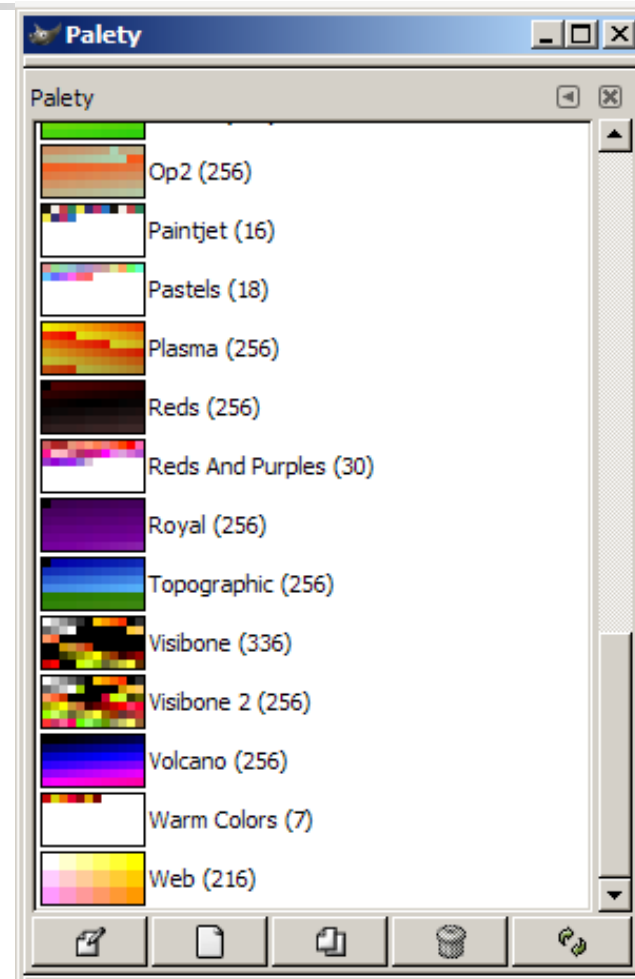 Palety
Palety
Op2 (256)
Paintjet (16)
Pastels (18)
Plasma (256)
Reds (256)
Reds And Purples (30)
Royal (256)
Topographic (256)
Visibone (336)
Visibone 2 (256)
Volcano (256)
Warm Colors (7)
Web (216)